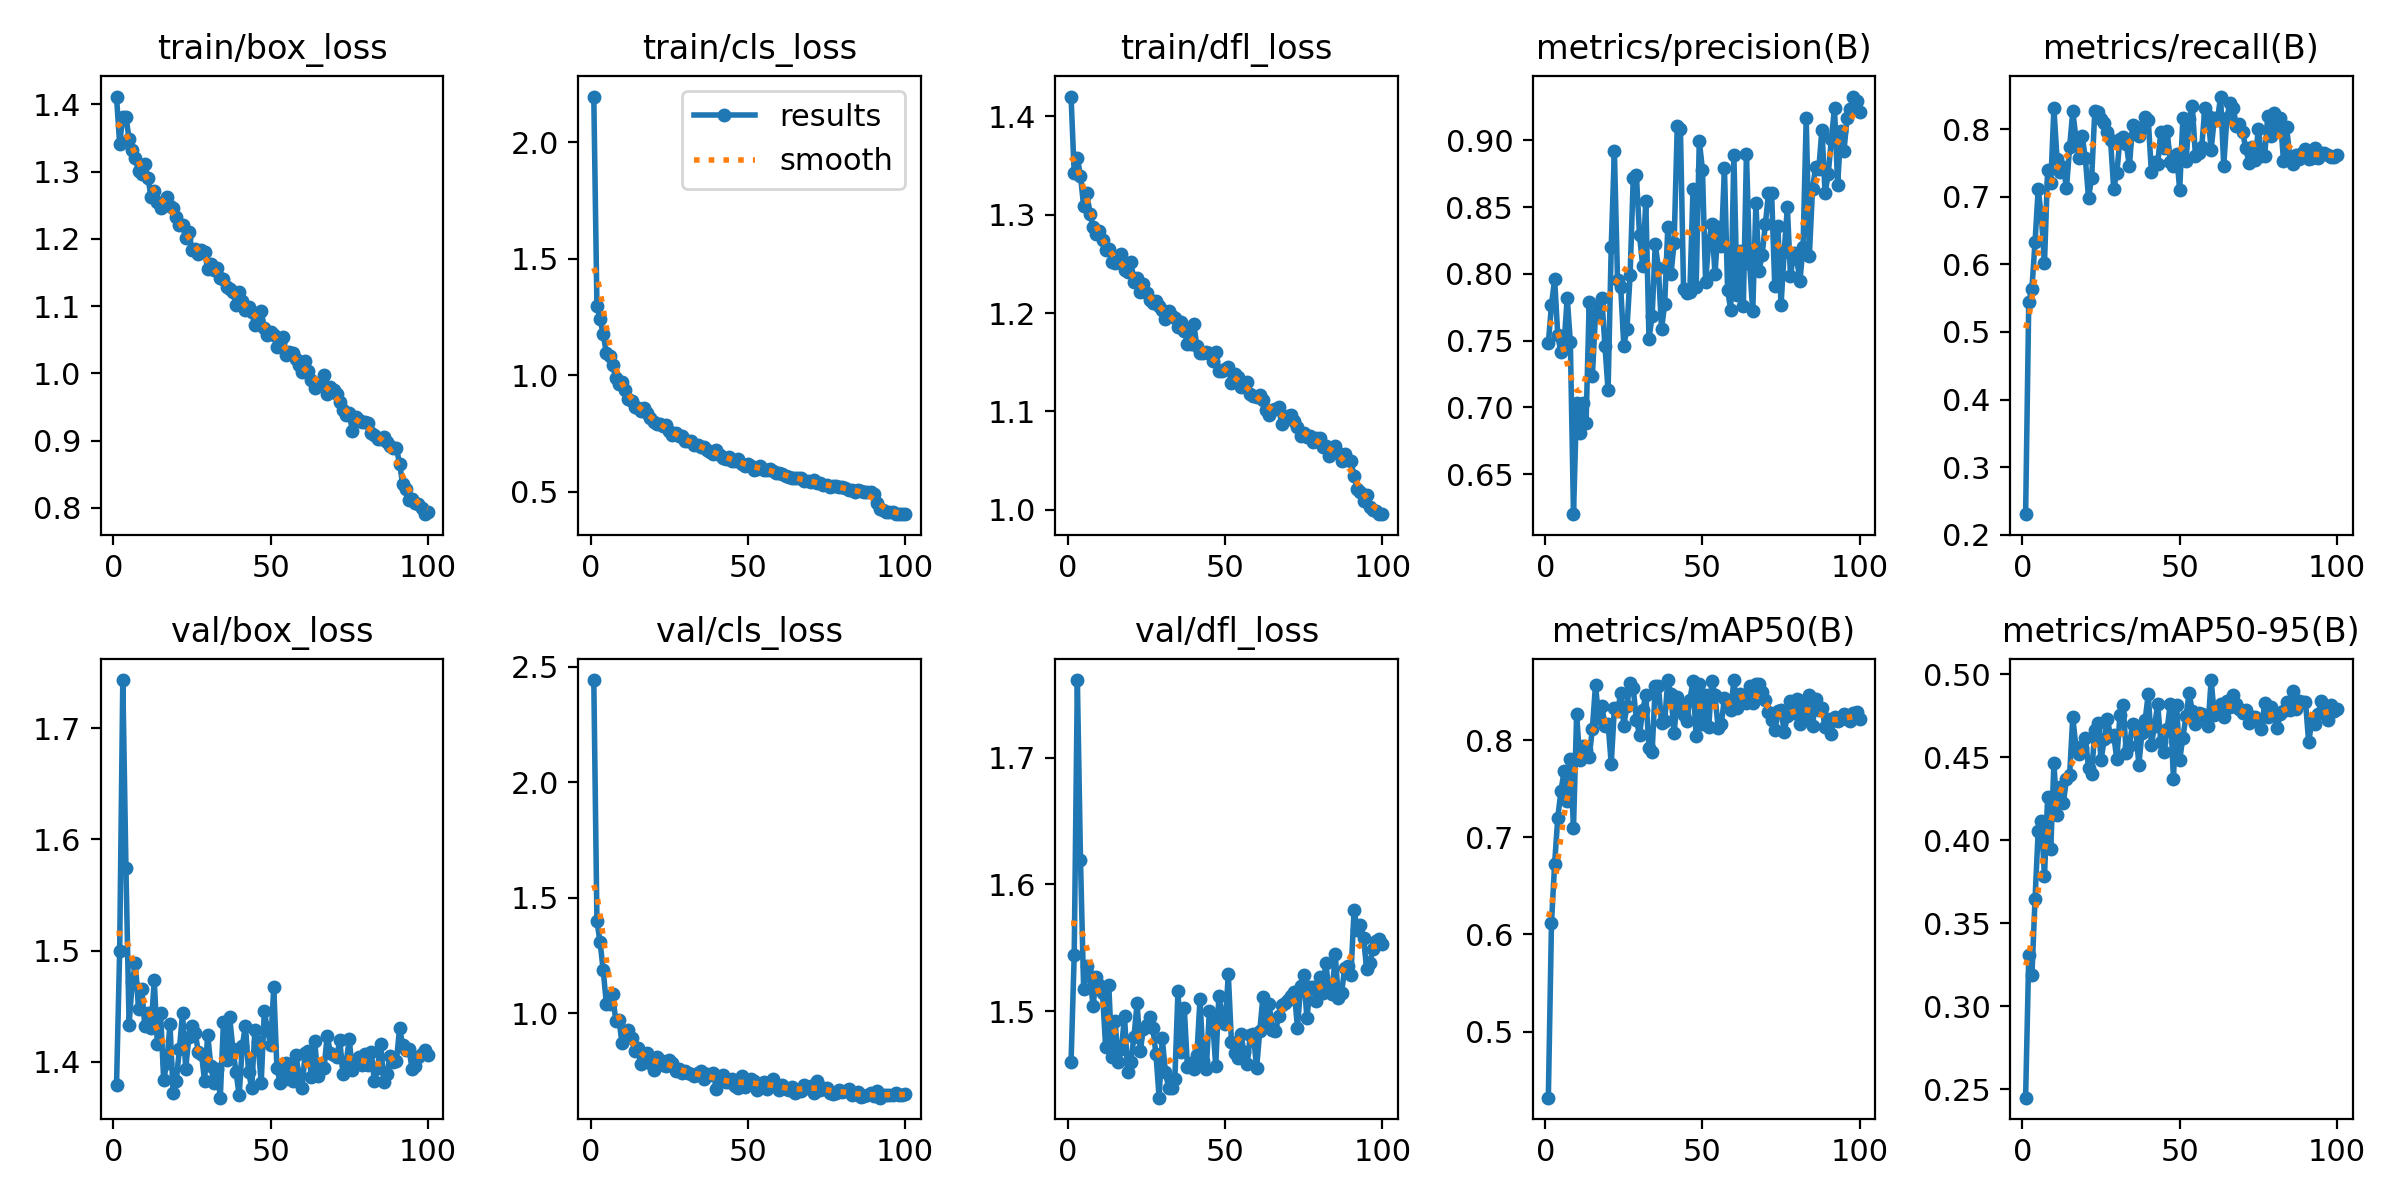 train/box_loss
1.4
1.3
1.2
1.1
1.0
0.9
0.8
0 50 100
train/cls_loss
results
smooth
2.0
1.5
1.0
0.5
0 50 100
train/dfl_loss
1.4
1.3
1.2
1.1
1.0
0 50 100
metrics/precision(B)
0.90
0.85
0.80
0.75
0.70
0.65
0 50 100
metrics/recall(B)
0.8
0.7
0.6
0.5
0.4
0.3
0.2
0 50 100
val/box_loss
1.7
1.6
1.5
1.4
0 50 100
val/cls_loss
2.5
2.0
1.5
1.0
0 50 100
val/dfl_loss
1.7
1.6
1.5
0 50 100
metrics/mAP50(B)
0.8
0.7
0.6
0.5
0 50 100
metrics/mAP50-95(B)
0.50
0.45
0.40
0.35
0.30
0.25
0 50 100